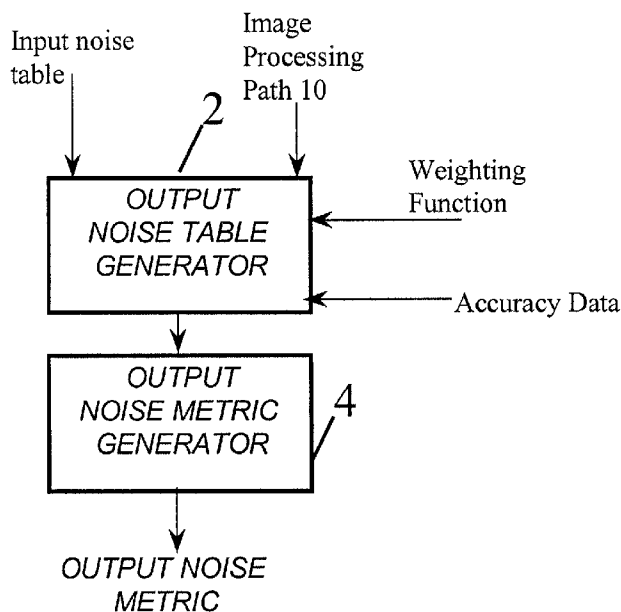 Input noise
table
Image
Processing
Path 10
2
OUTPUT
NOISE TABLE
GENERATOR
Weighting
Function
Accuracy Data
OUTPUT
NOISE METRIC
GENERATOR
4
OUTPUT NOISE
METRIC